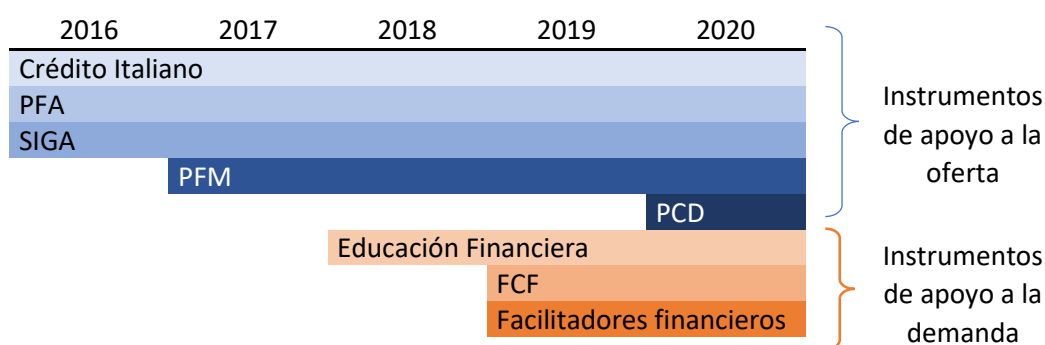 2016 2017 2018 2019 2020
Crédito Italiano
PFA
SIGA
PFM
PCD
Instrumentos
de apoyo a la
oferta
Educación Financiera
FCF
Facilitadores financieros
Instrumentos
de apoyo a la
demanda